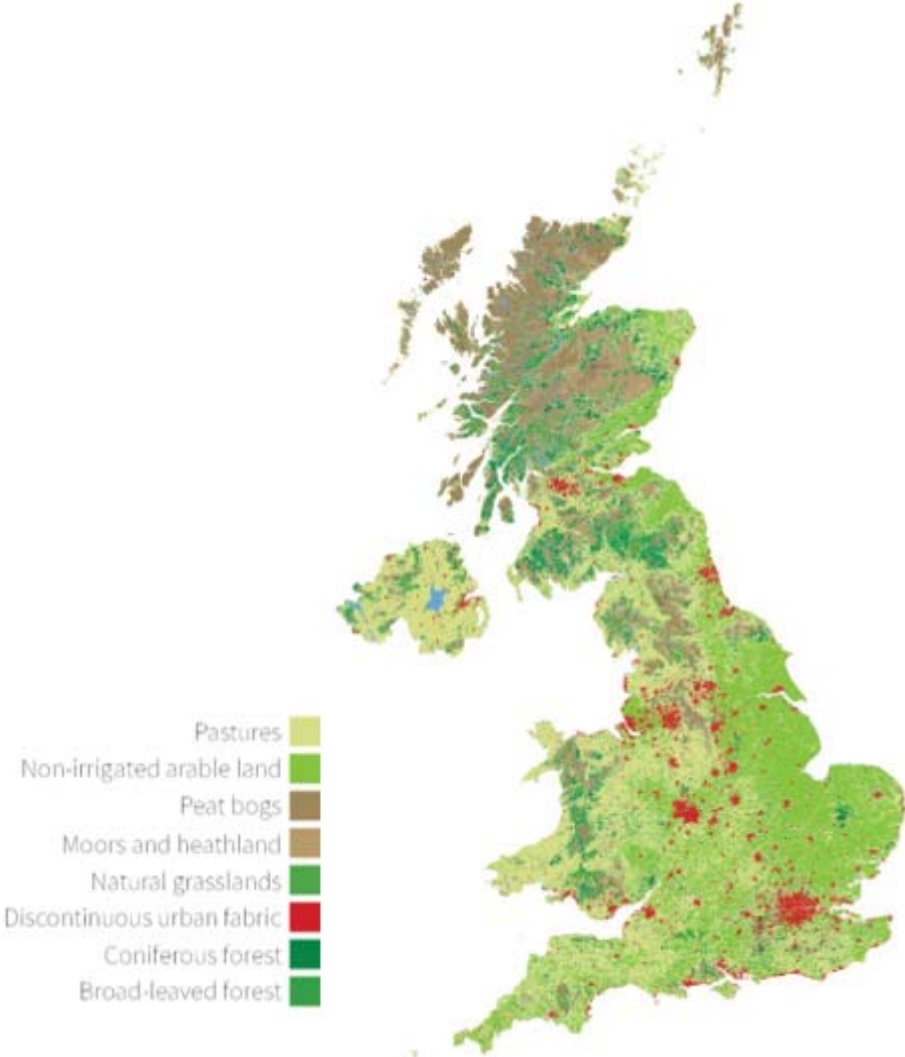 Pastures
Non-irrigated arable land
Peat bogs
Moors and heathland
Natural grasslands
Discontinuous urban fabric
Coniferous forest
Broad-leaved forest